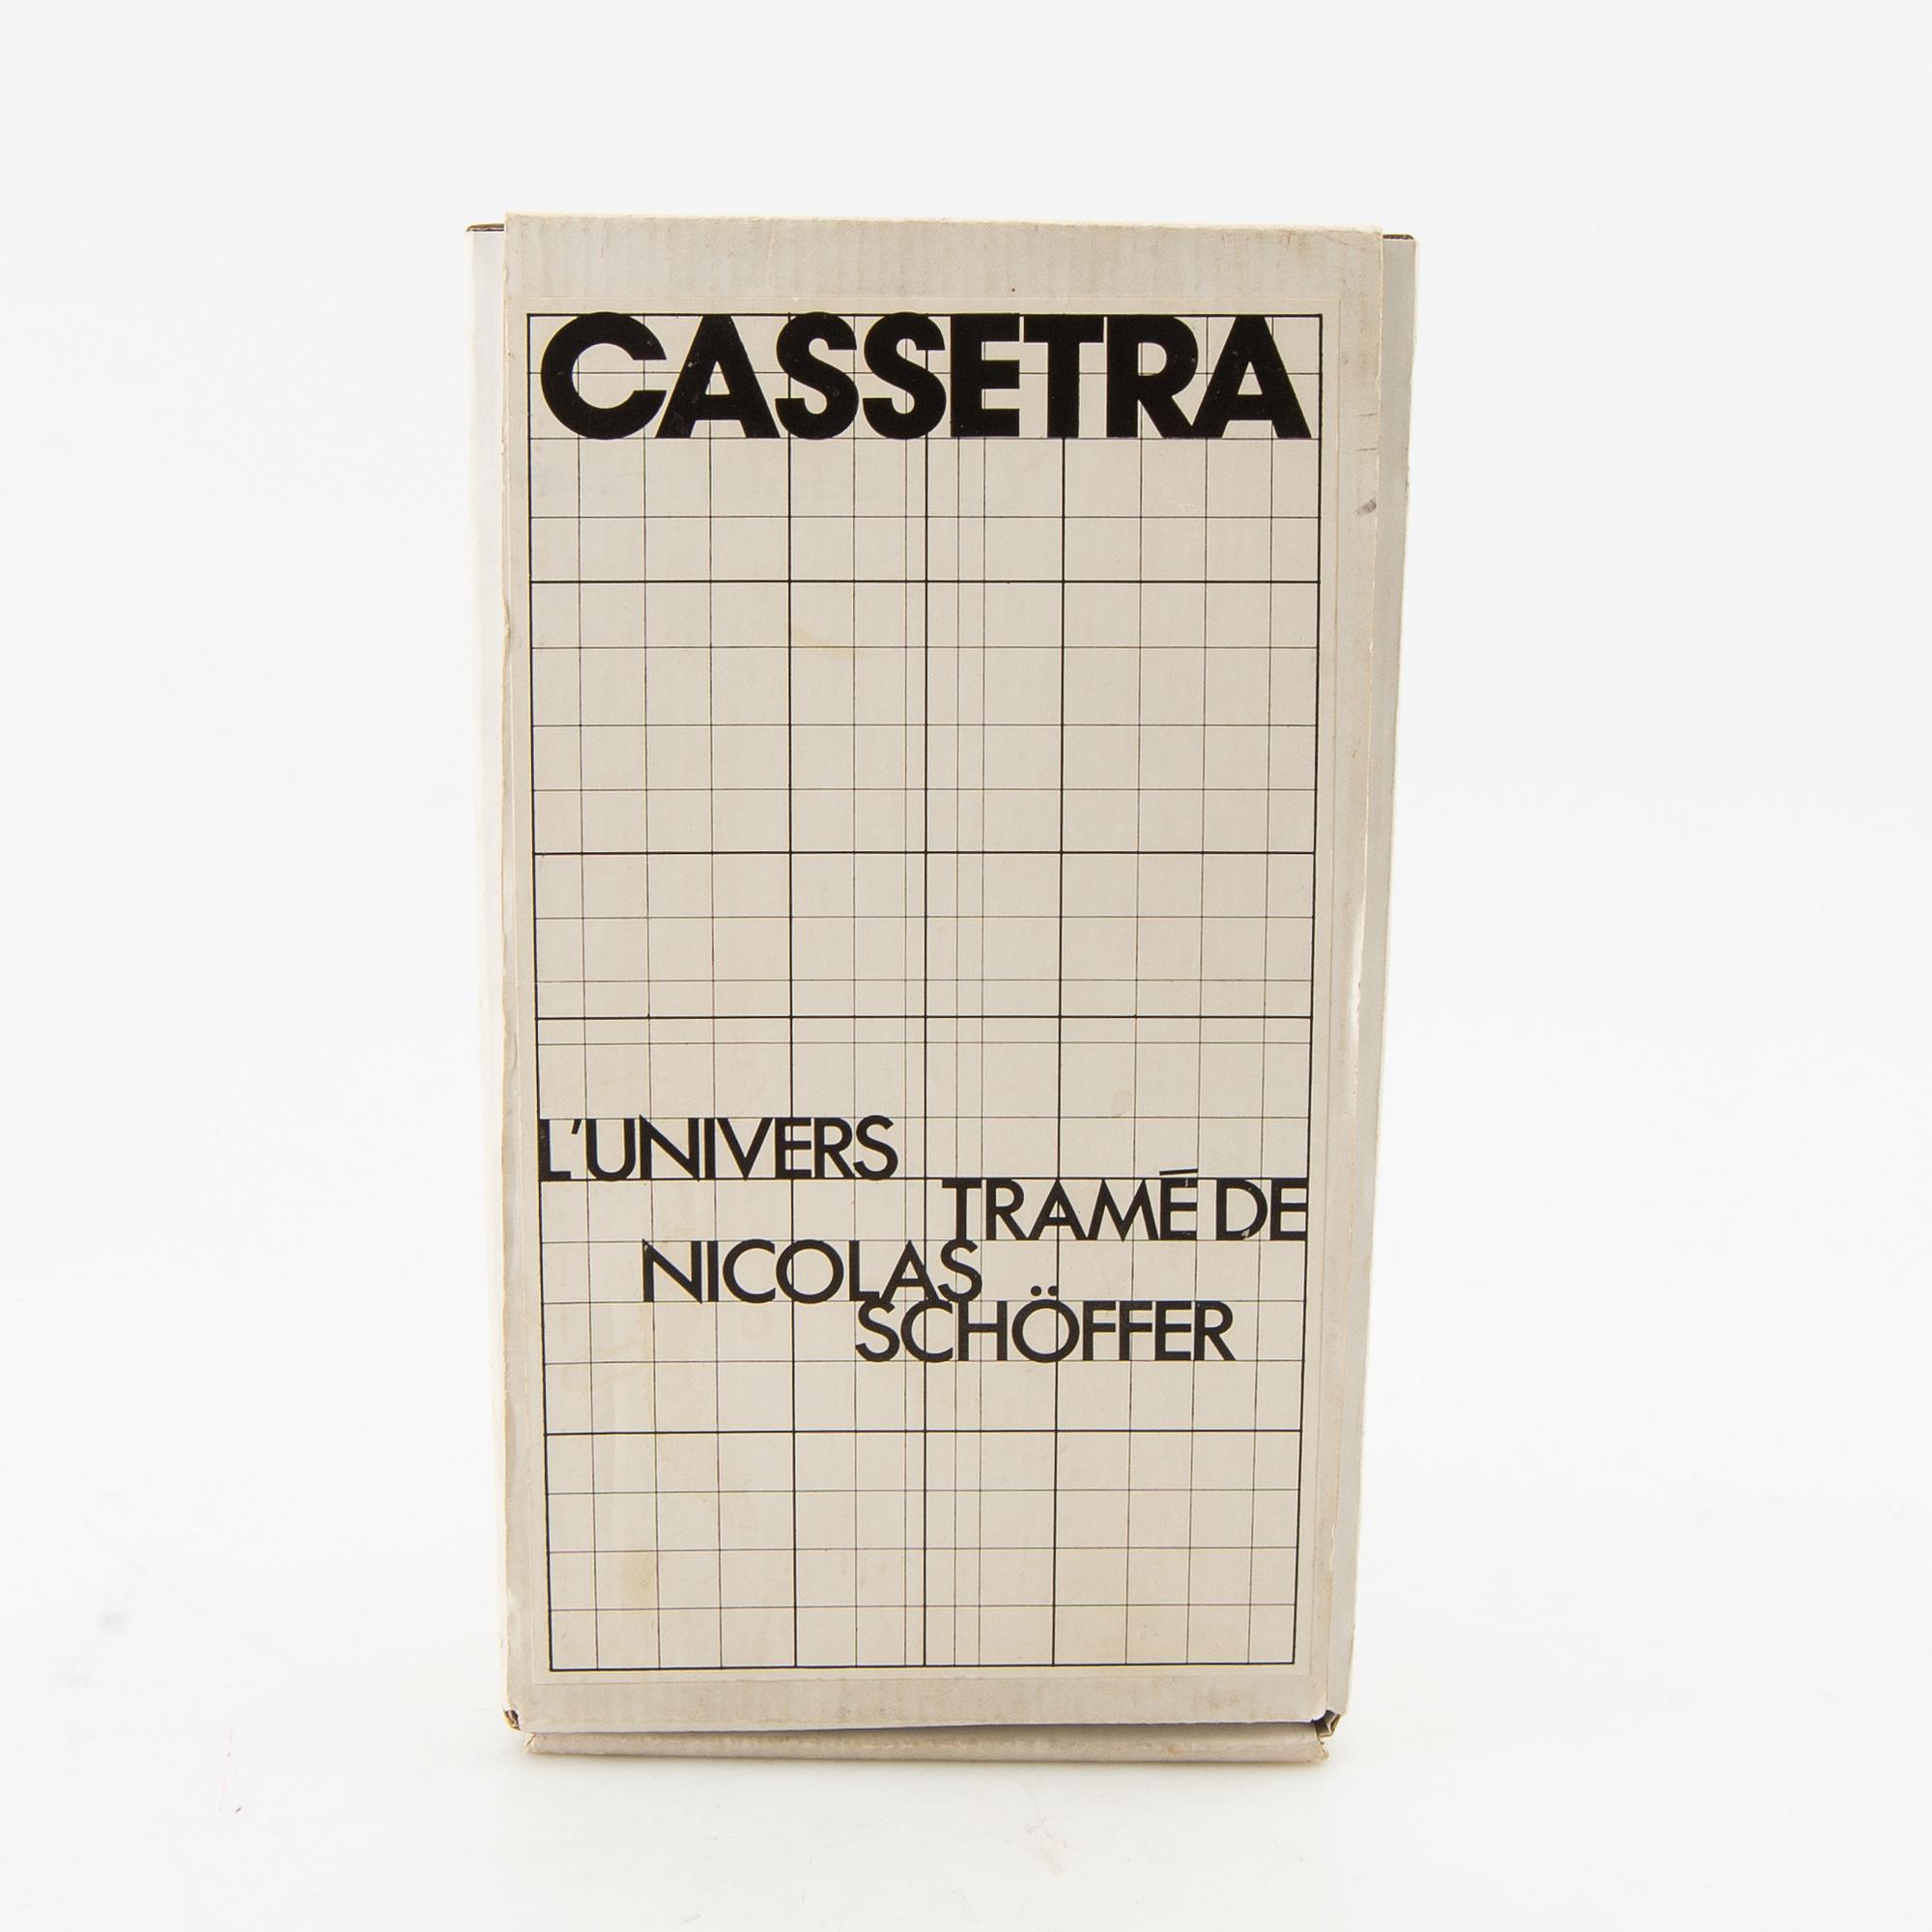 CASSETRA
L'UNIVERS
TRAMÉ DE
NICOLAS
SCHÖFFER